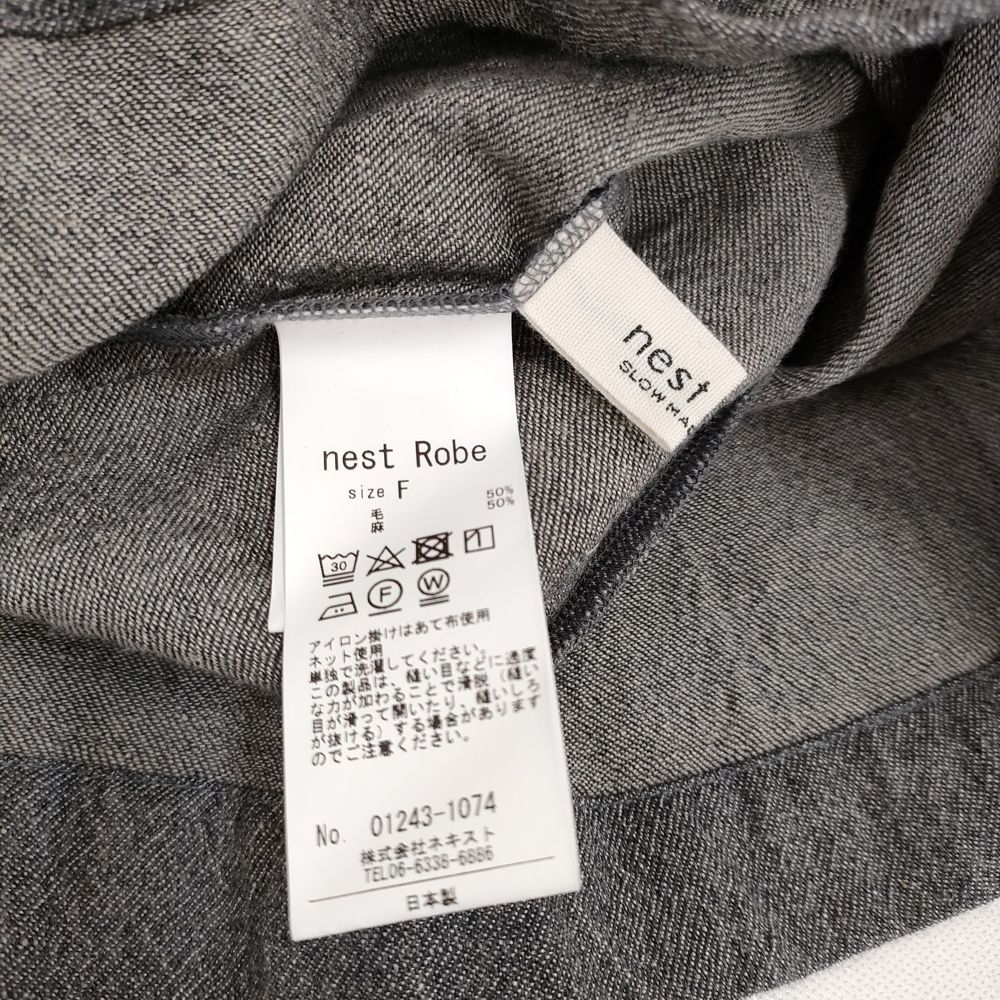 nest
SLOW MA
nest Robe
size F
毛 50%
麻 50%
30
F W
アイロン掛けはあて布使用
ネット使用
単独で洗濯してください。
この製品は、縫い目などに過度
な力が加わることで滑脱（縫い
目が滑って開いたり、縫いしろ
が抜ける）する場合があります
のでご注意ください。
No. 01243-1074
株式会社ネキスト
TEL06-6338-6886
日本製